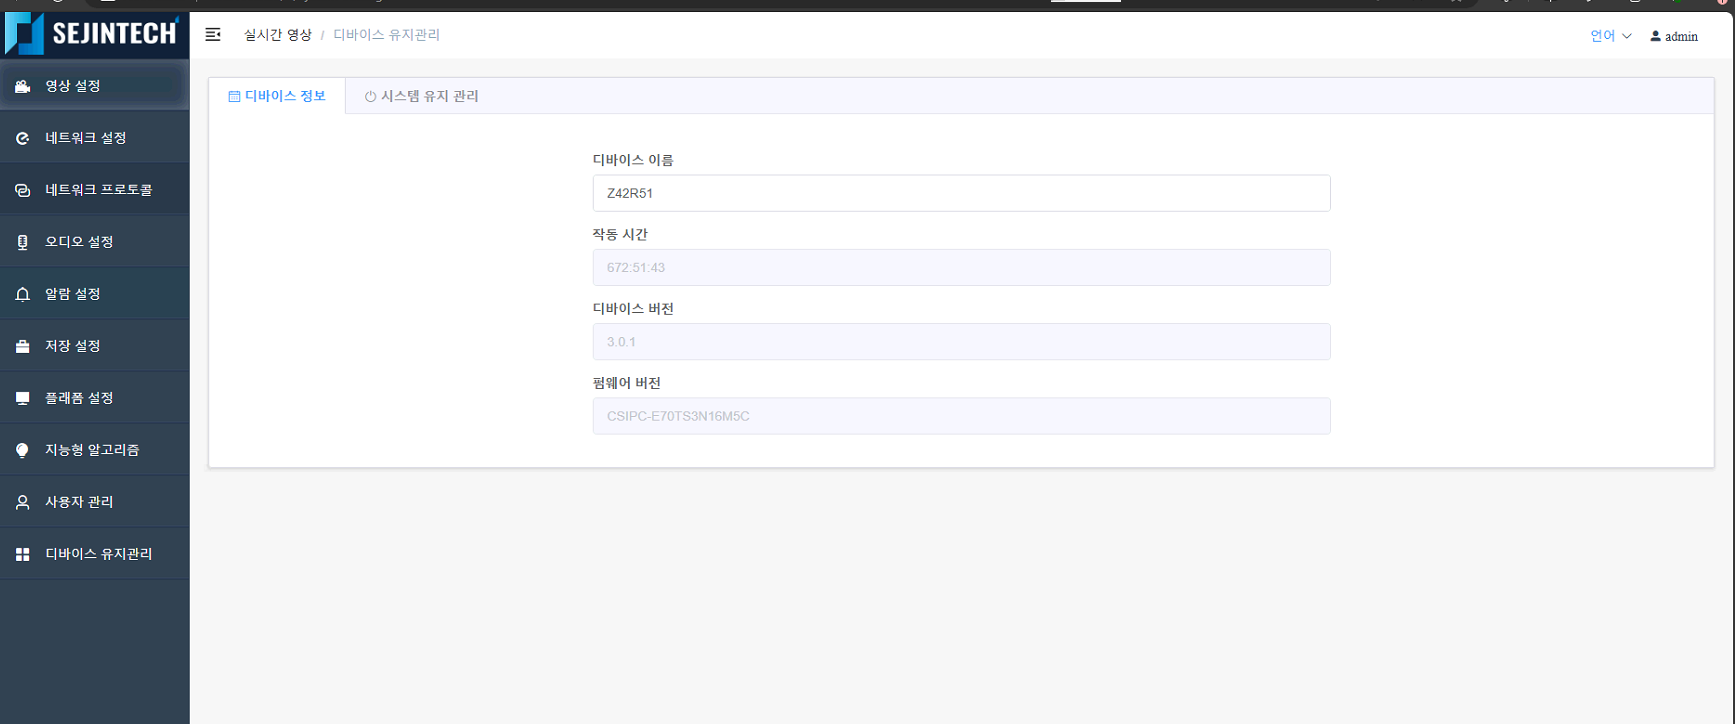 SEJINTECH
실시간 영상 / 디바이스 유지관리
언어
admin
영상 설정
네트워크 설정
네트워크 프로토콜
오디오 설정
알람 설정
저장 설정
플래폼 설정
지능형 알고리즘
사용자 관리
디바이스 유지관리
디바이스 정보
시스템 유지 관리
디바이스 이름
Z42R51
작동 시간
672:51:43
디바이스 버전
3.0.1
펌웨어 버전
CSIPC-E70TS3N16M5C